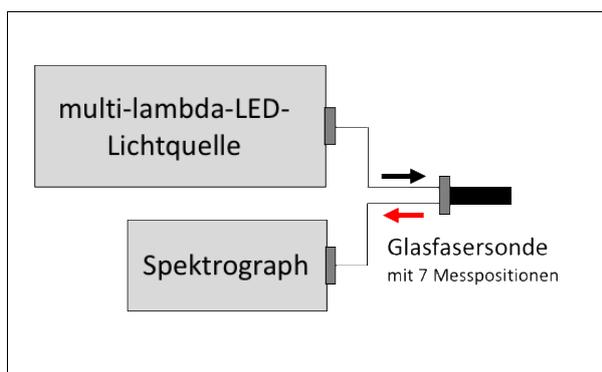 multi-lambda-LED-
Lichtquelle
Spektrograph
Glasfasersonde
mit 7 Messpositionen